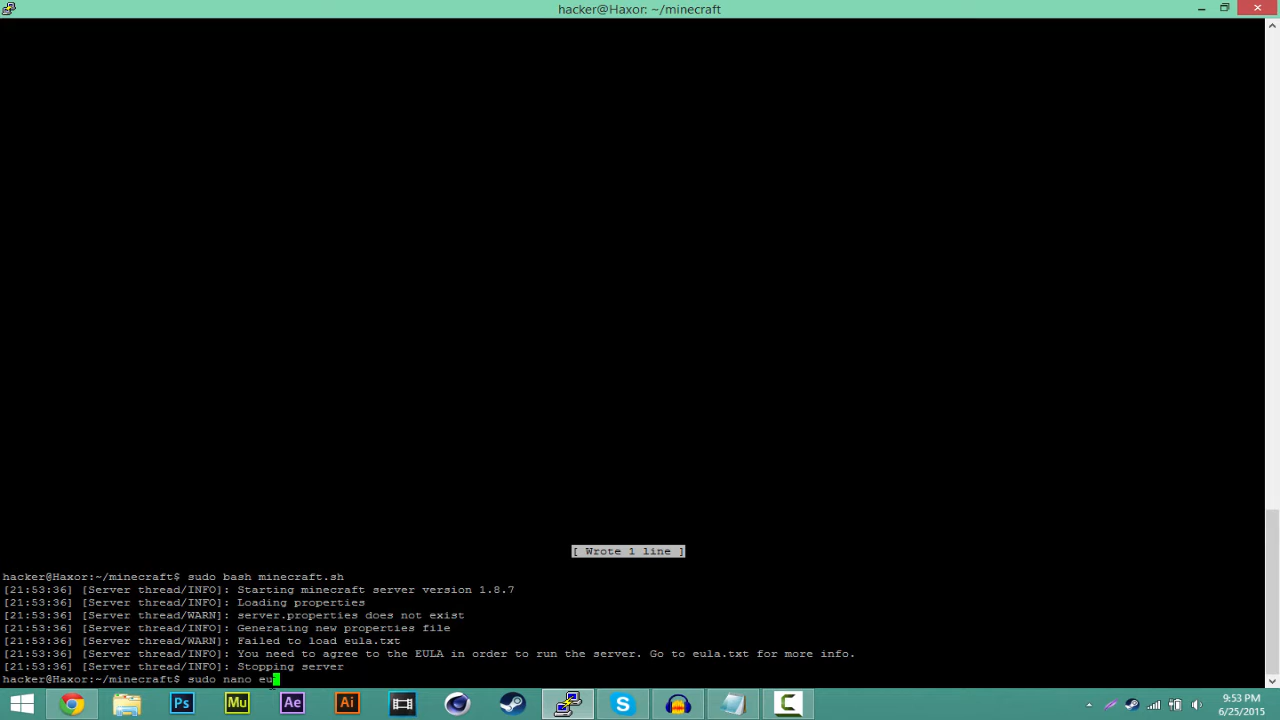 hacker@Haxor: ~/minecraft
[ Wrote 1 line ]
hacker@Haxor:~/minecraft$ sudo bash minecraft.sh
[21:53:36] [Server thread/INFO]: Starting minecraft server version 1.8.7
[21:53:36] [Server thread/INFO]: Loading properties
[21:53:36] [Server thread/WARN]: server.properties does not exist
[21:53:36] [Server thread/INFO]: Generating new properties file
[21:53:36] [Server thread/WARN]: Failed to load eula.txt
[21:53:36] [Server thread/INFO]: You need to agree to the EULA in order to run the server. Go to eula.txt for more info.
[21:53:36] [Server thread/INFO]: Stopping server
hacker@Haxor:~/minecraft$ sudo nano eu
Ps Mu Ae Ai S C
9:53 PM
6/25/2015